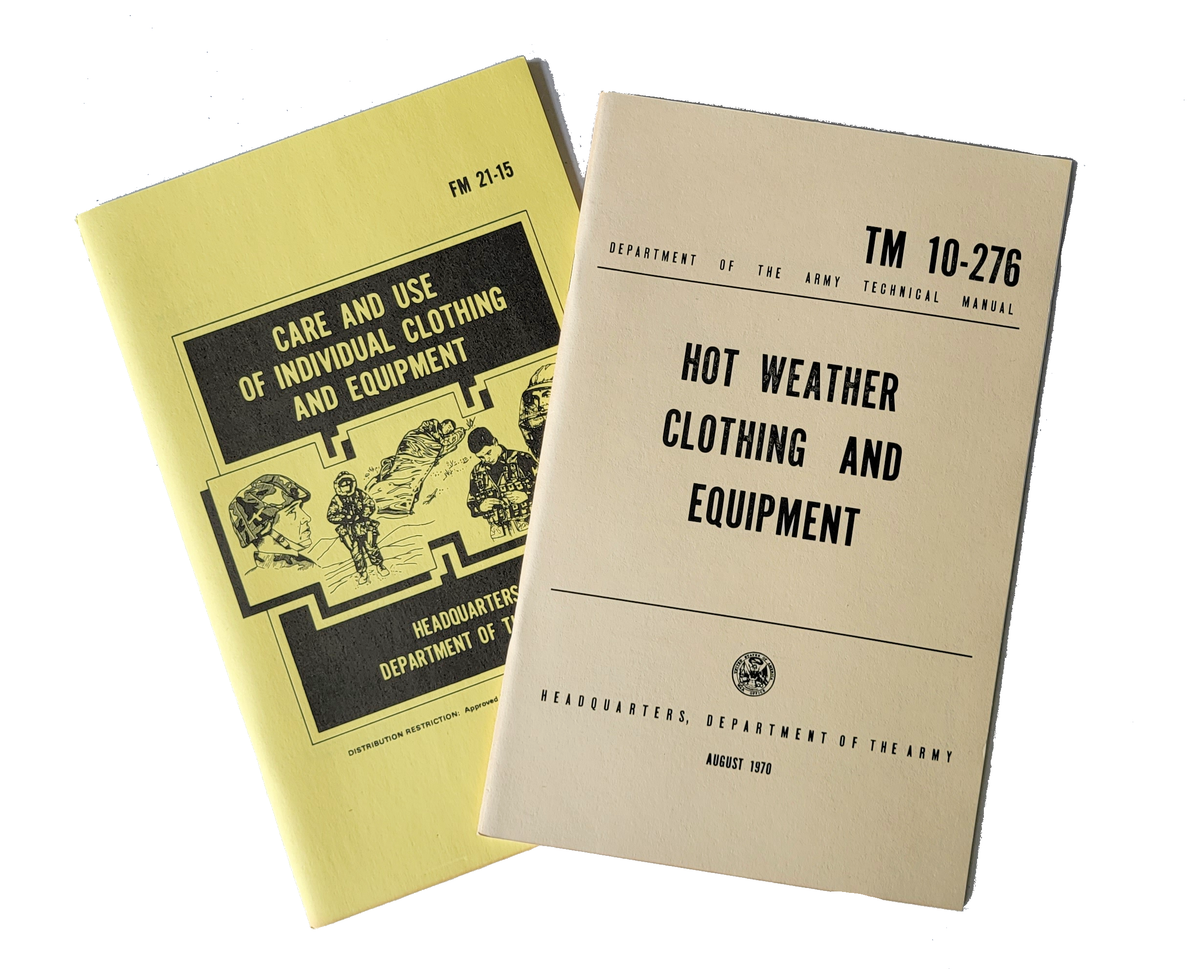 FM 21-15
CARE AND USE
OF INDIVIDUAL CLOTHING
AND EQUIPMENT
HEADQUARTERS
DEPARTMENT OF
DISTRIBUTION RESTRICTION: Approved
TM 10-276
DEPARTMENT OF THE ARMY TECHNICAL MANUAL
HOT WEATHER
CLOTHING AND
EQUIPMENT
HEADQUARTERS, DEPARTMENT OF THE ARMY
AUGUST 1970